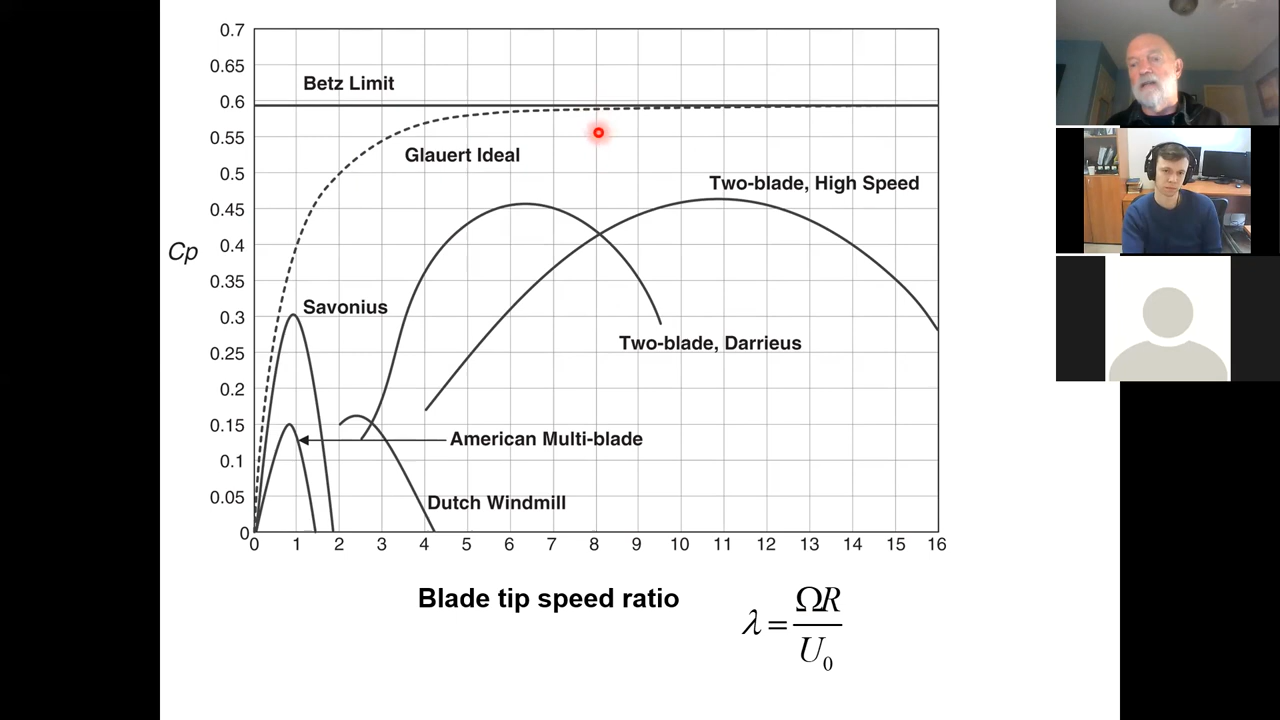 0.7
0.65
Betz Limit
0.6
0.55
Glauert Ideal
0.5
Two-blade, High Speed
0.45
Cp
0.4
0.35
Savonius
0.3
Two-blade, Darrieus
0.25
0.2
0.15
American Multi-blade
0.1
Dutch Windmill
0.05
0
0 1 2 3 4 5 6 7 8 9 10 11 12 13 14 15 16
Blade tip speed ratio
λ = ΩR / U₀